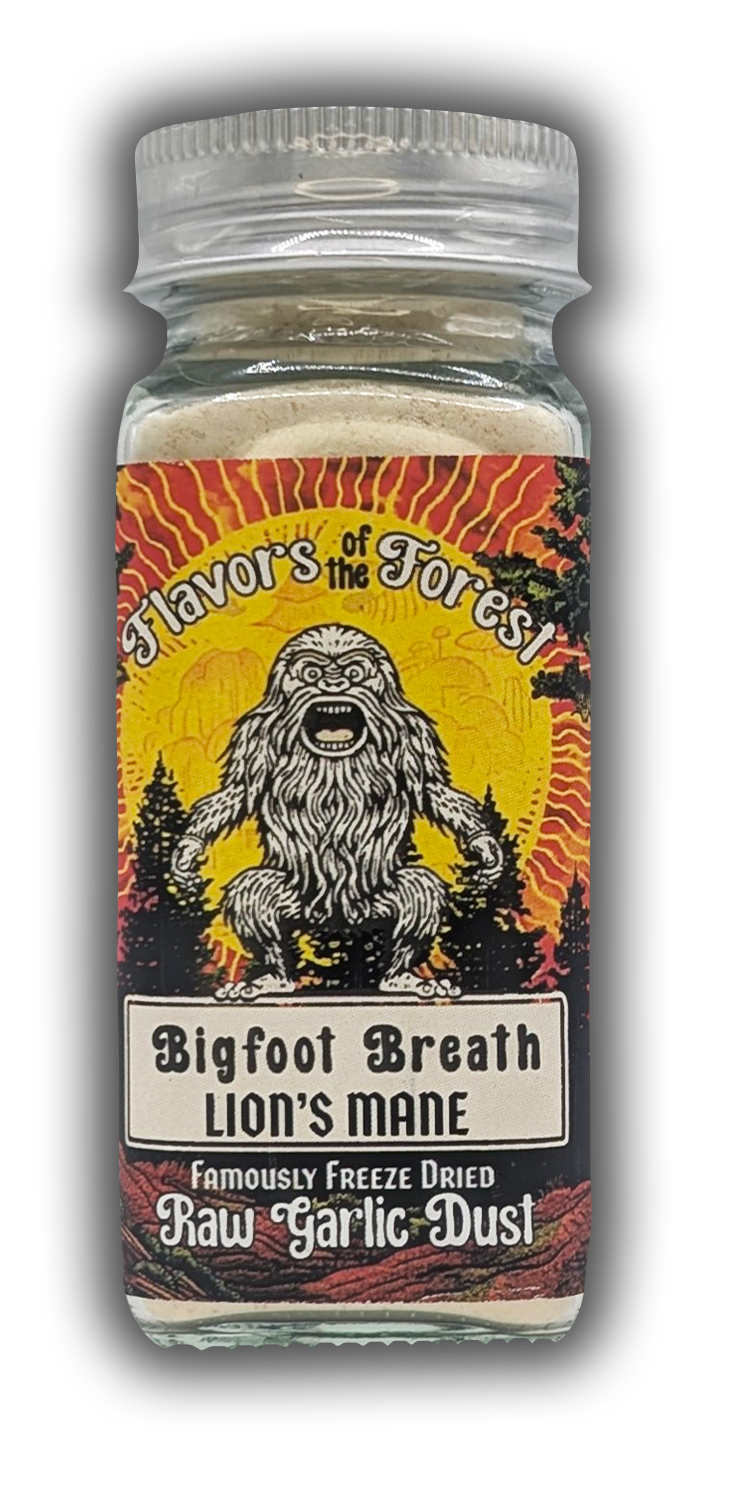 Flavors of the Forest
Bigfoot Breath
LION'S MANE
FAMOUSLY FREEZE DRIED
Raw Garlic Dust